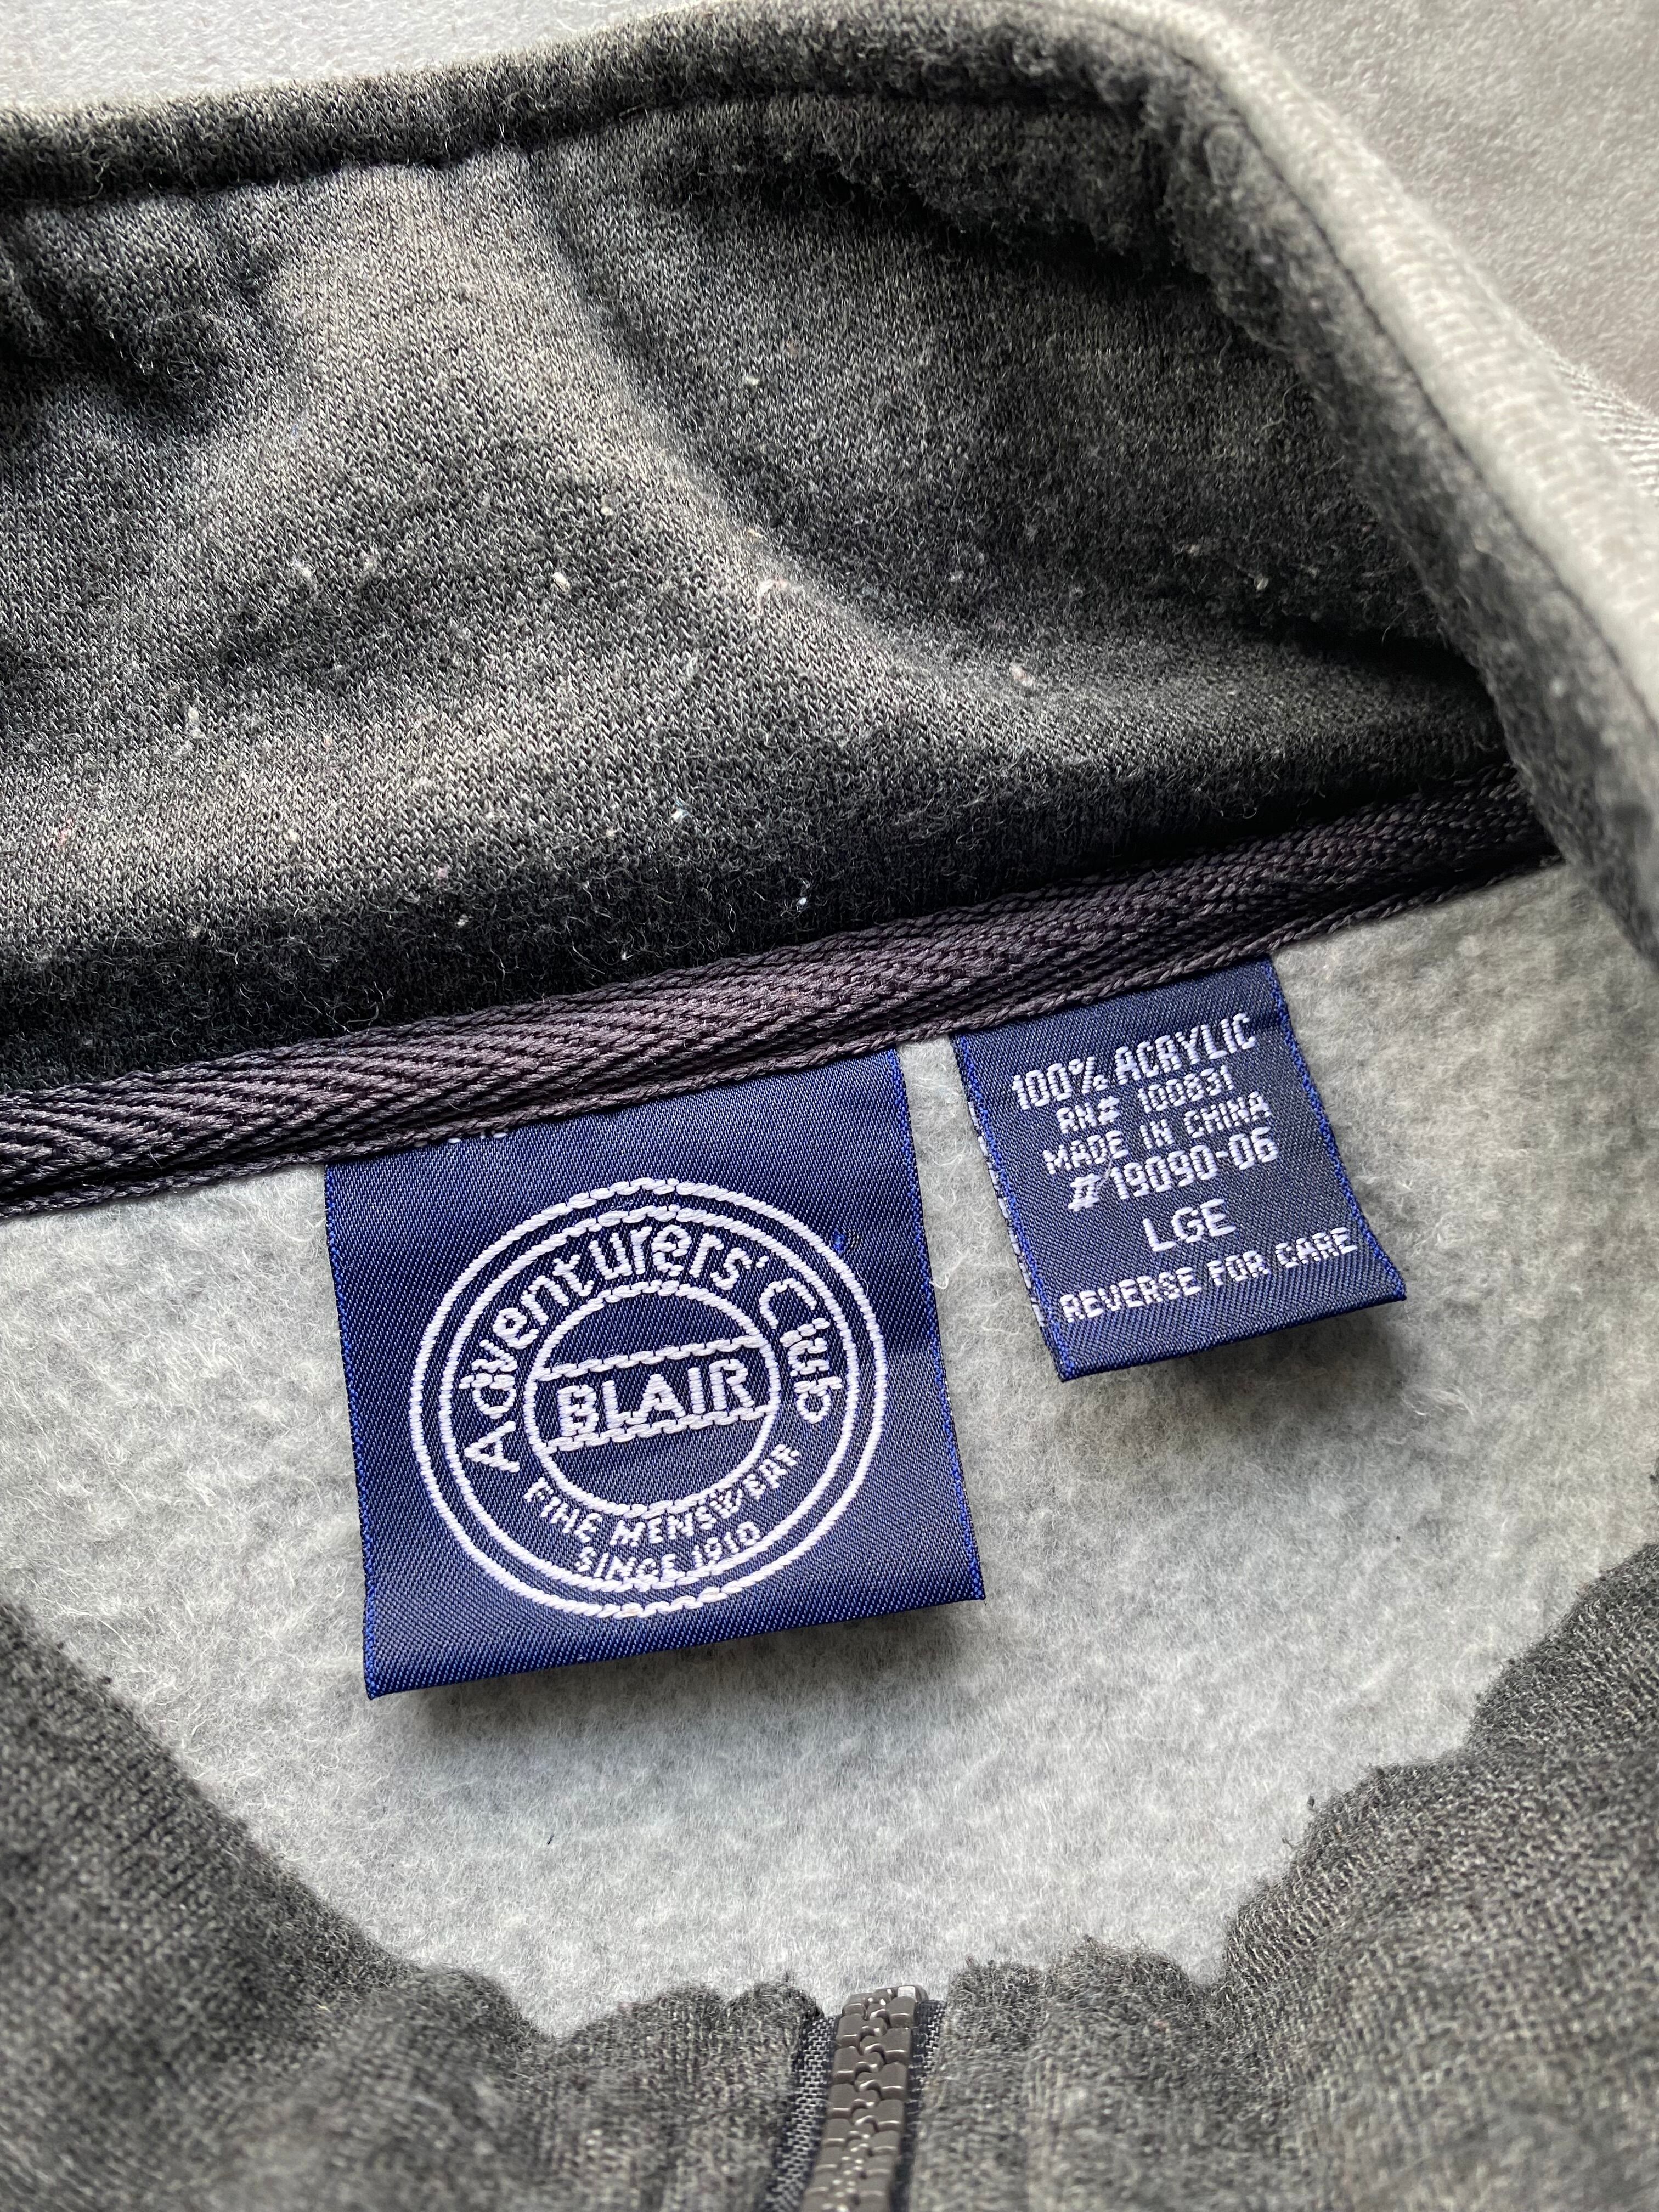 Adventurers' Club
BLAIR
FINE MENSWEAR
SINCE 1910
100% ACRYLIC
RN# 100831
MADE IN CHINA
#19090-06
LGE
REVERSE FOR CARE